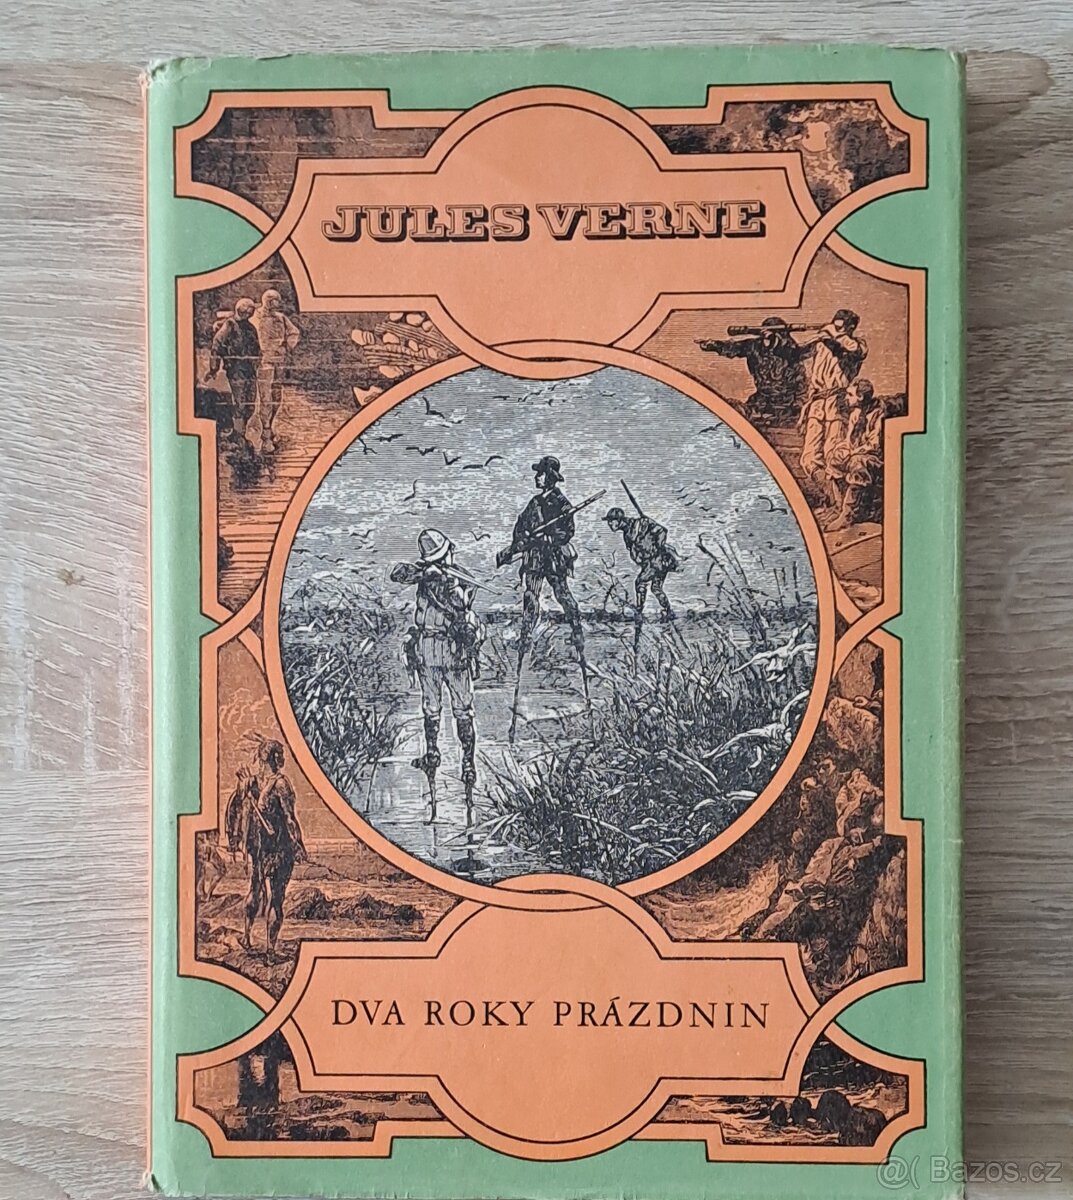 JULES VERNE
DVA ROKY PRÁZDNIN
@( Bazos.cz